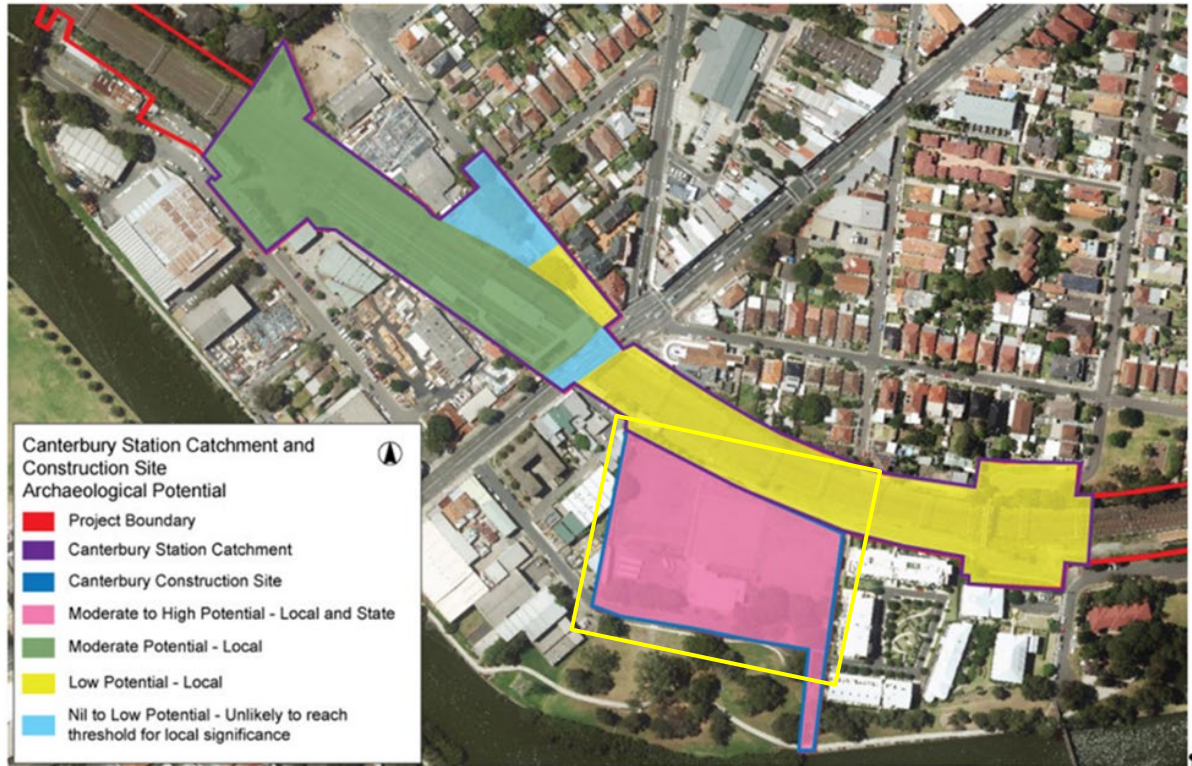 Canterbury Station Catchment and
Construction Site
Archaeological Potential
Project Boundary
Canterbury Station Catchment
Canterbury Construction Site
Moderate to High Potential - Local and State
Moderate Potential - Local
Low Potential - Local
Nil to Low Potential - Unlikely to reach
threshold for local significance